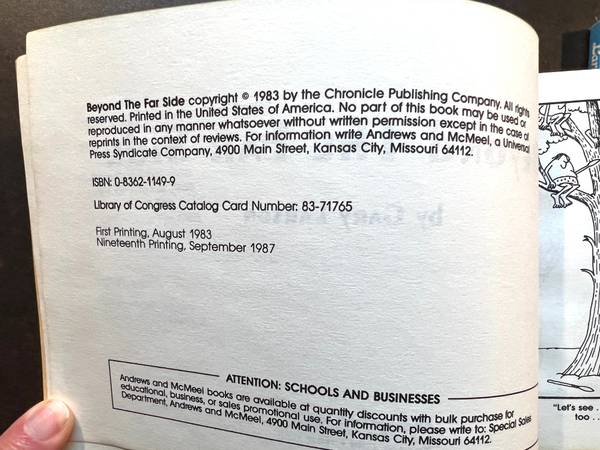 Beyond The Far Side copyright © 1983 by the Chronicle Publishing Company. All rights
reserved. Printed in the United States of America. No part of this book may be used or
reproduced in any manner whatsoever without written permission except in the case of
reprints in the context of reviews. For information write Andrews and McMeel, a Universal
Press Syndicate Company, 4900 Main Street, Kansas City, Missouri 64112.
ISBN: 0-8362-1149-9
Library of Congress Catalog Card Number: 83-71765
First Printing, August 1983
Nineteenth Printing, September 1987
ATTENTION: SCHOOLS AND BUSINESSES
Andrews and McMeel books are available at quantity discounts with bulk purchase for
educational, business, or sales promotional use. For information, please write to: Special Sales
Department, Andrews and McMeel, 4900 Main Street, Kansas City, Missouri 64112.
"Let's see .
too . .